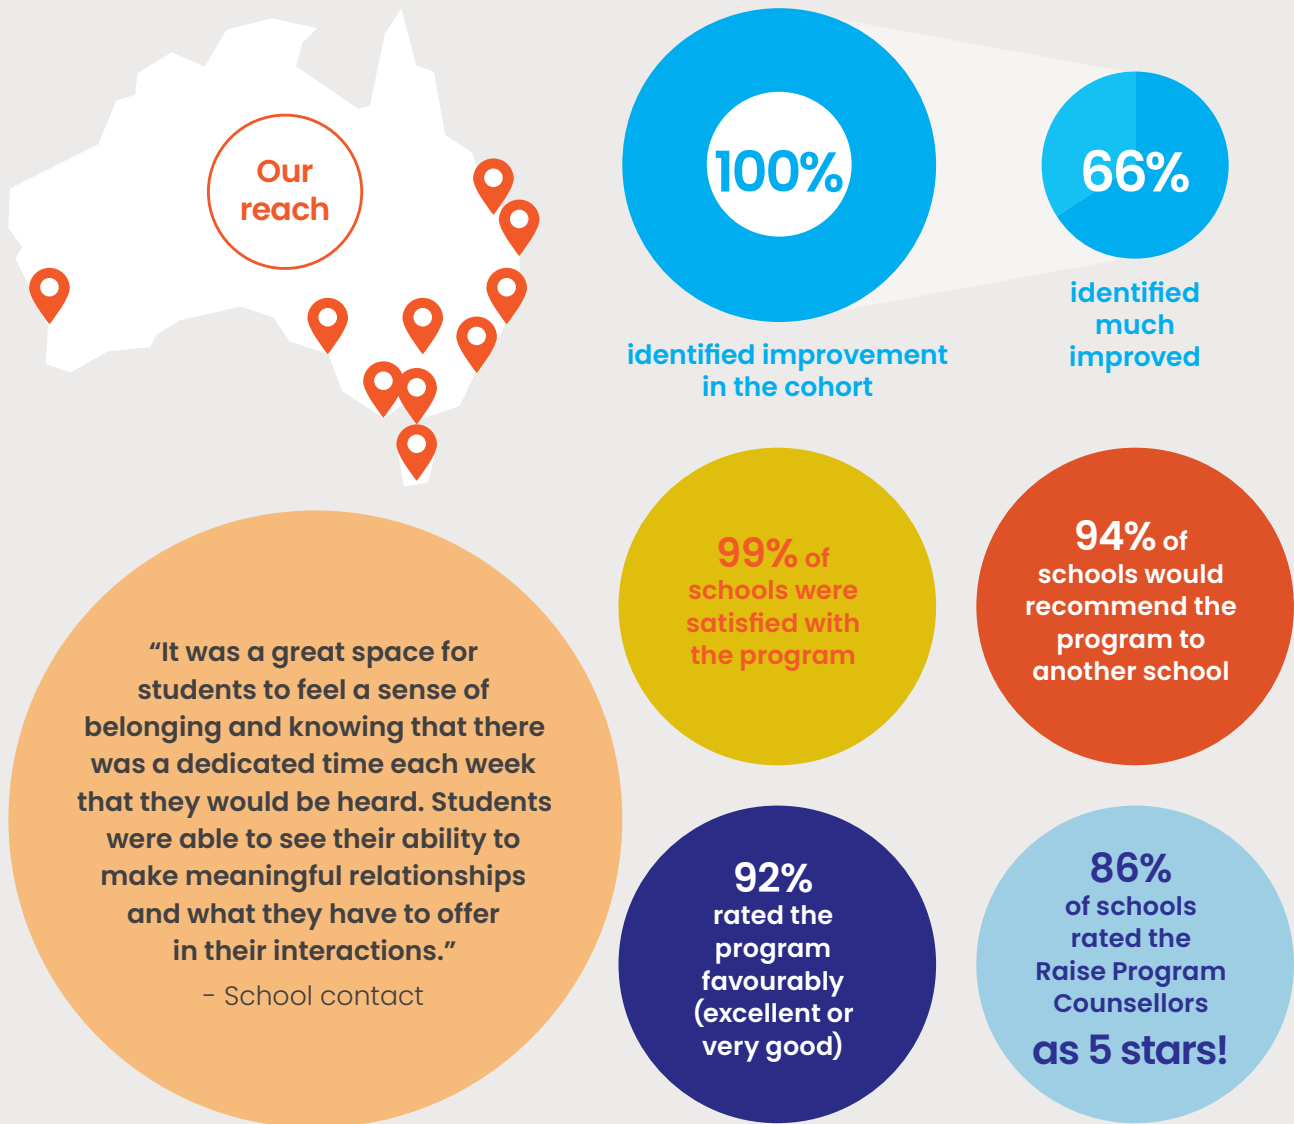 Our
reach
100%
identified improvement
in the cohort
66%
identified
much
improved
99% of
schools were
satisfied with
the program
94% of
schools would
recommend the
program to
another school
“It was a great space for
students to feel a sense of
belonging and knowing that there
was a dedicated time each week
that they would be heard. Students
were able to see their ability to
make meaningful relationships
and what they have to offer
in their interactions.”
- School contact
92%
rated the
program
favourably
(excellent or
very good)
86%
of schools
rated the
Raise Program
Counsellors
as 5 stars!